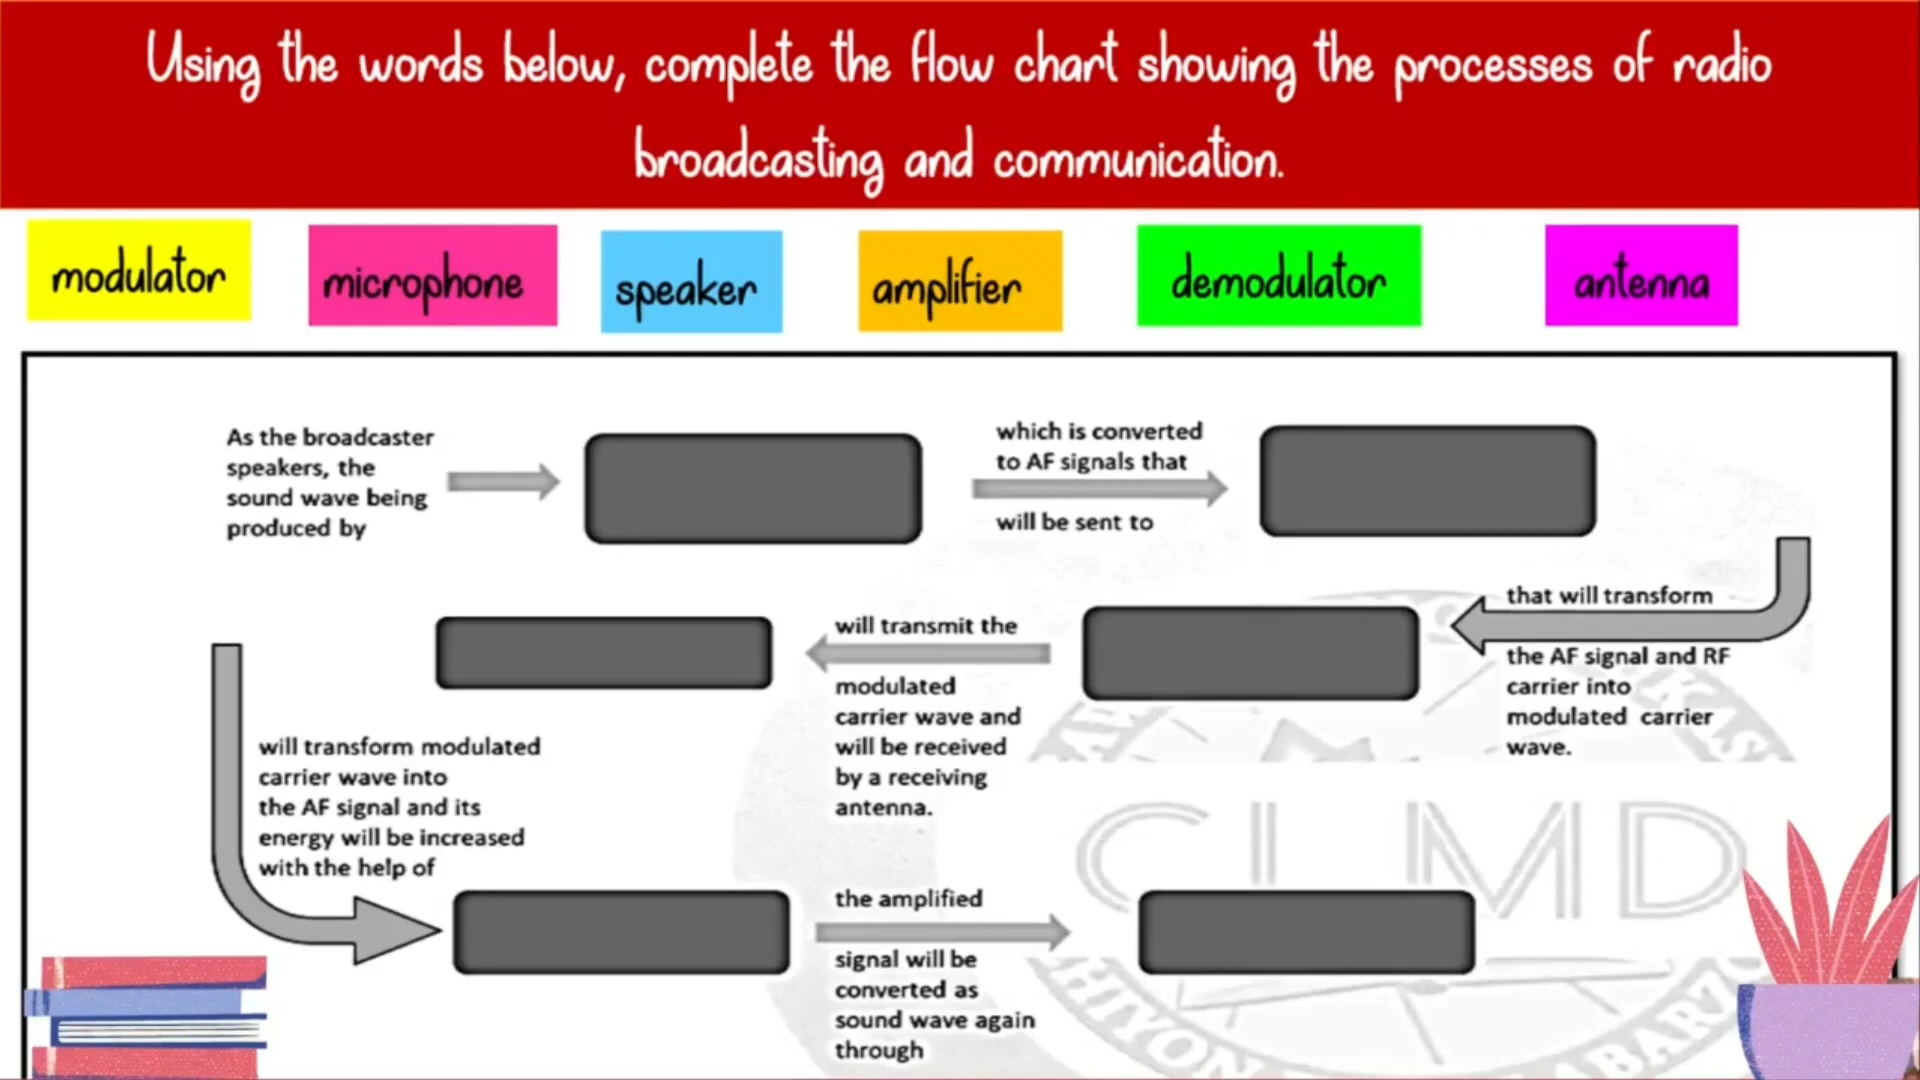 Using the words below, complete the flow chart showing the processes of radio
broadcasting and communication.
modulator
microphone
speaker
amplifier
demodulator
antenna
As the broadcaster
speakers, the
sound wave being
produced by
which is converted
to AF signals that
will be sent to
that will transform
the AF signal and RF
carrier into
modulated carrier
wave.
will transmit the
modulated
carrier wave and
will be received
by a receiving
antenna.
will transform modulated
carrier wave into
the AF signal and its
energy will be increased
with the help of
the amplified
signal will be
converted as
sound wave again
through
CLMD